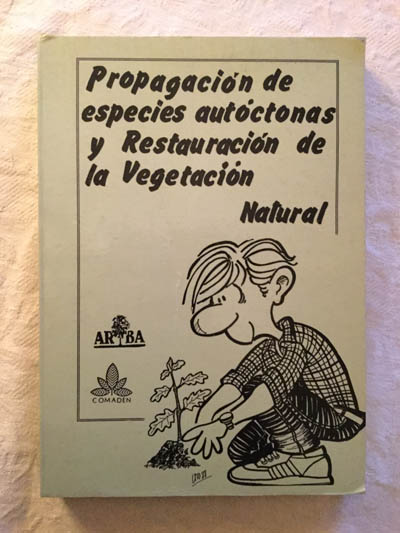 Propagación de
especies autóctonas
y Restauración de
la Vegetación
Natural
ARBA
COMADEN